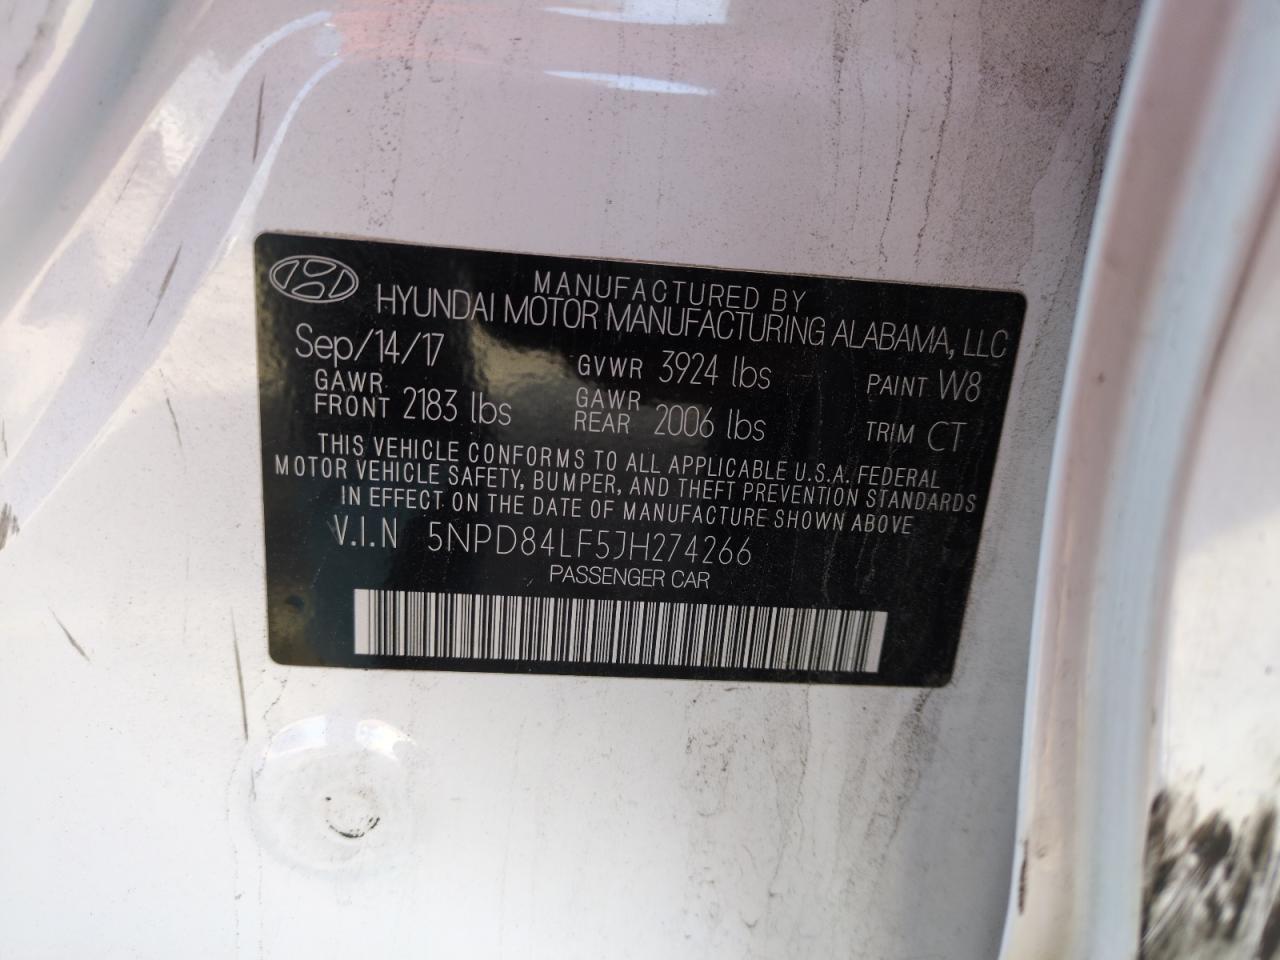 MANUFACTURED BY
HYUNDAI MOTOR MANUFACTURING ALABAMA, LLC
Sep/14/17 GVWR 3924 lbs PAINT W8
GAWR FRONT 2183 lbs GAWR REAR 2006 lbs TRIM CT
THIS VEHICLE CONFORMS TO ALL APPLICABLE U.S.A. FEDERAL
MOTOR VEHICLE SAFETY, BUMPER, AND THEFT PREVENTION STANDARDS
IN EFFECT ON THE DATE OF MANUFACTURE SHOWN ABOVE
V.I.N 5NPD84LF5JH274266
PASSENGER CAR